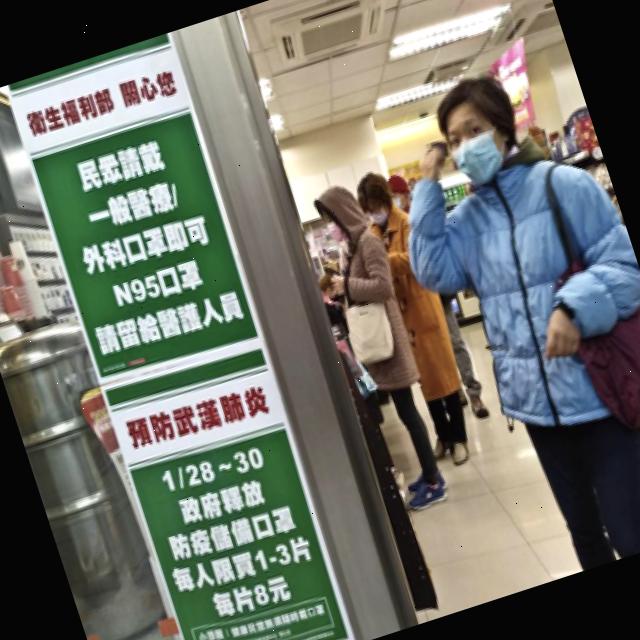 衛生福利部 關心您
民眾請戴
一般醫療/
外科口罩即可
N95口罩
請留給醫護人員
預防武漢肺炎
1/28~30
政府釋放
防疫儲備口罩
每人限買1-3片
每片8元